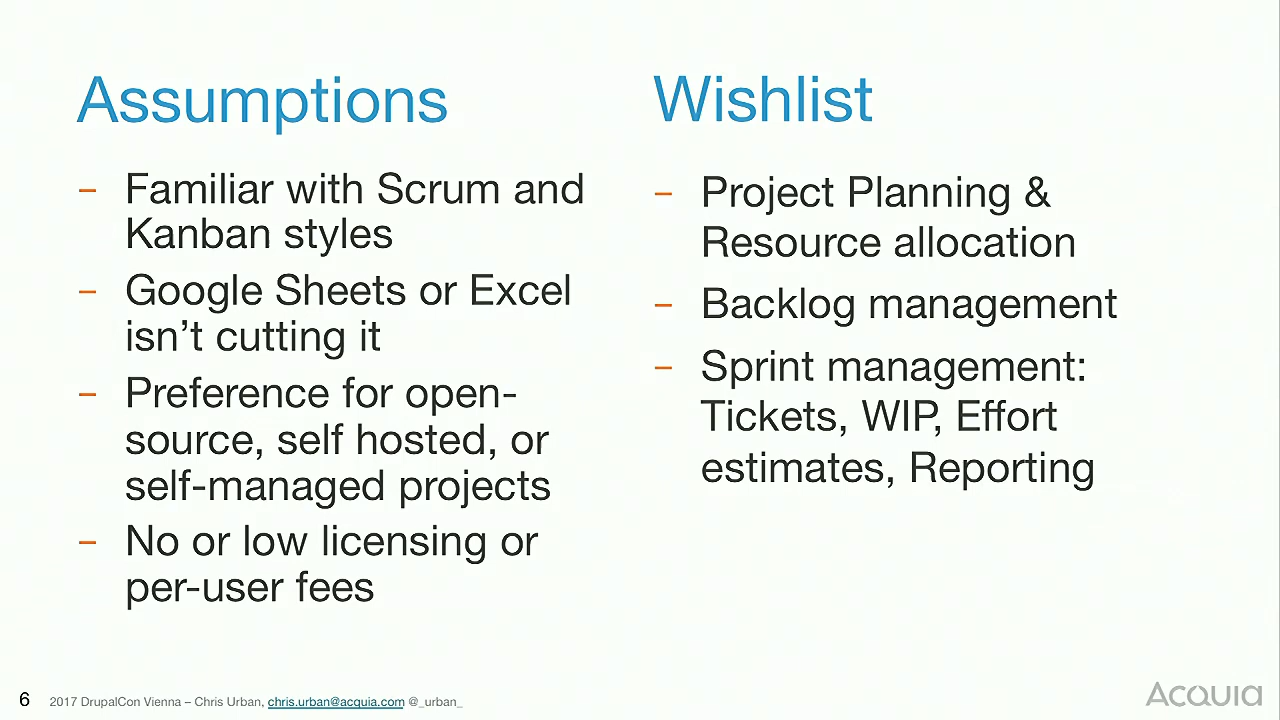 Assumptions
– Familiar with Scrum and
Kanban styles
– Google Sheets or Excel
isn’t cutting it
– Preference for open-
source, self hosted, or
self-managed projects
– No or low licensing or
per-user fees
Wishlist
– Project Planning &
Resource allocation
– Backlog management
– Sprint management:
Tickets, WIP, Effort
estimates, Reporting
6 2017 DrupalCon Vienna – Chris Urban, chris.urban@acquia.com @_urban_
Acquia